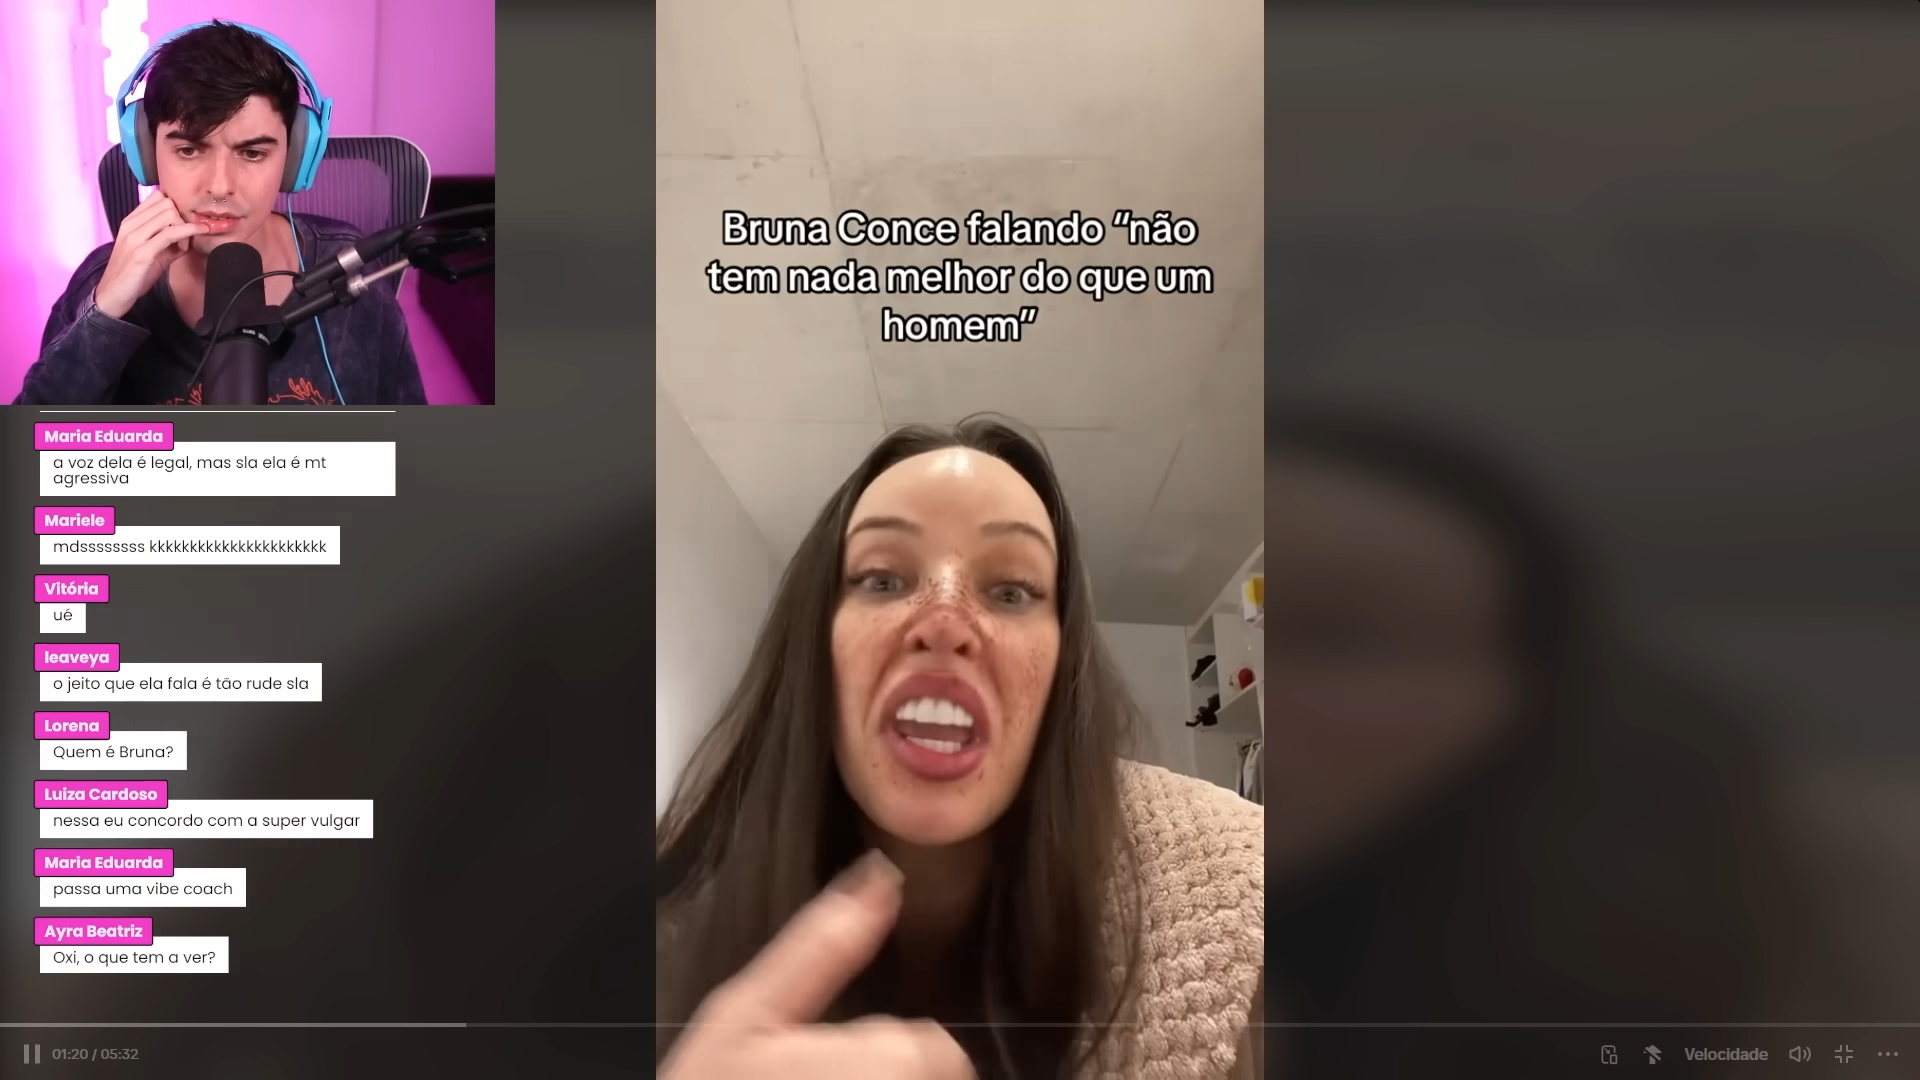 Bruna Conce falando “não
tem nada melhor do que um
homem”
Maria Eduarda
a voz dela é legal, mas sla ela é mt
agressiva
Mariele
mdsssssssss kkkkkkkkkkkkkkkkkkkkkk
Vitória
ué
leaveya
o jeito que ela fala é tão rude sla
Lorena
Quem é Bruna?
Luiza Cardoso
nessa eu concordo com a super vulgar
Maria Eduarda
passa uma vibe coach
Ayra Beatriz
Oxi, o que tem a ver?
01:20 / 05:32
Velocidade